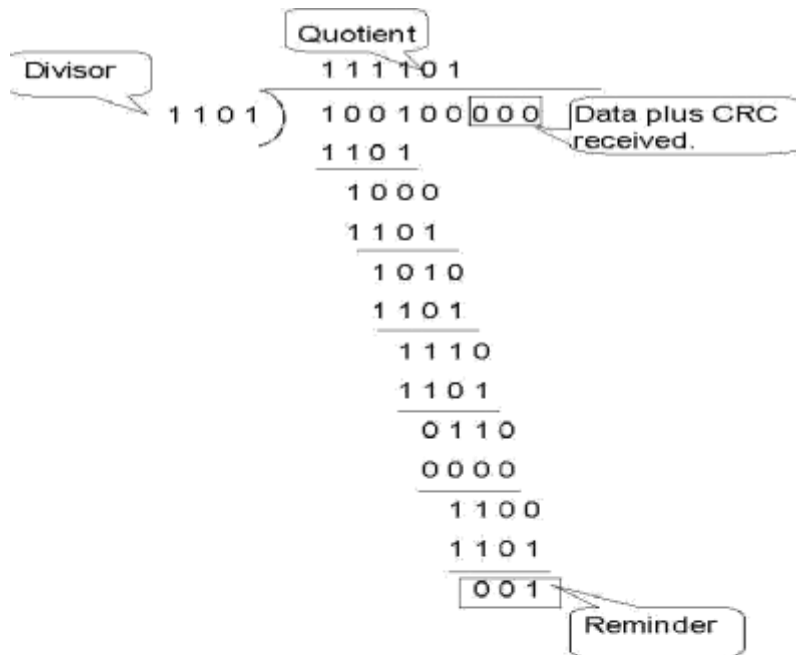 Quotient
Divisor
1 1 1 1 0 1
1 1 0 1
1 0 0 1 0 0 0 0 0
Data plus CRC
received.
1 1 0 1
1 0 0 0
1 1 0 1
1 0 1 0
1 1 0 1
1 1 1 0
1 1 0 1
0 1 1 0
0 0 0 0
1 1 0 0
1 1 0 1
0 0 1
Reminder